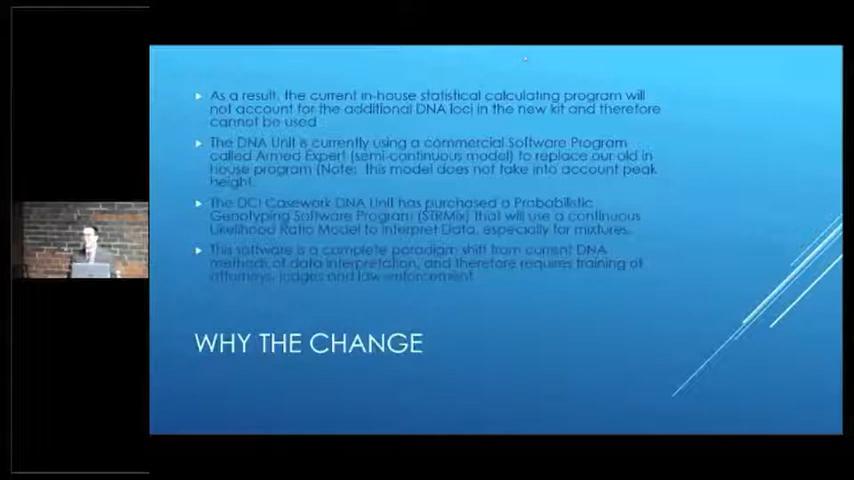 As a result, the current in-house statistical calculating program will
not account for the additional DNA loci in the new kit and therefore
cannot be used
The DNA Unit is currently using a commercial Software Program
called Armed Expert (semi-continuous model) to replace our old in
house program (Note: This model does not take into account peak
height.
The DCI Casework DNA Unit has purchased a Probabilistic
Genotyping Software Program (STRMix) that will use a continuous
Likelihood Ratio Model to Interpret Data, especially for mixtures.
This software is a complete paradigm shift from current DNA
methods of data interpretation, and therefore requires training of
attorneys, judges and law enforcement
WHY THE CHANGE